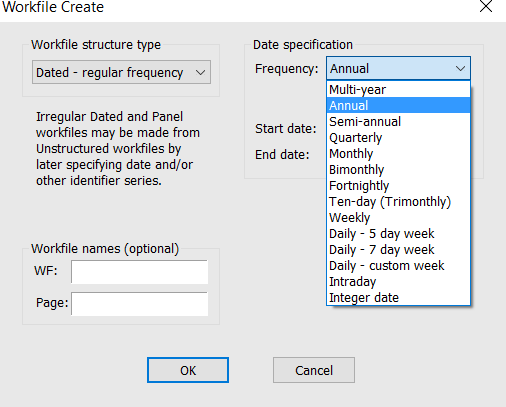 Workfile Create
Workfile structure type
Dated - regular frequency
Irregular Dated and Panel
workfiles may be made from
Unstructured workfiles by
later specifying date and/or
other identifier series.
Date specification
Frequency: Annual
Multi-year
Annual
Semi-annual
Quarterly
Monthly
Bimonthly
Fortnightly
Ten-day (Trimonthly)
Weekly
Daily - 5 day week
Daily - 7 day week
Daily - custom week
Intraday
Integer date
Start date:
End date:
Workfile names (optional)
WF:
Page:
OK
Cancel